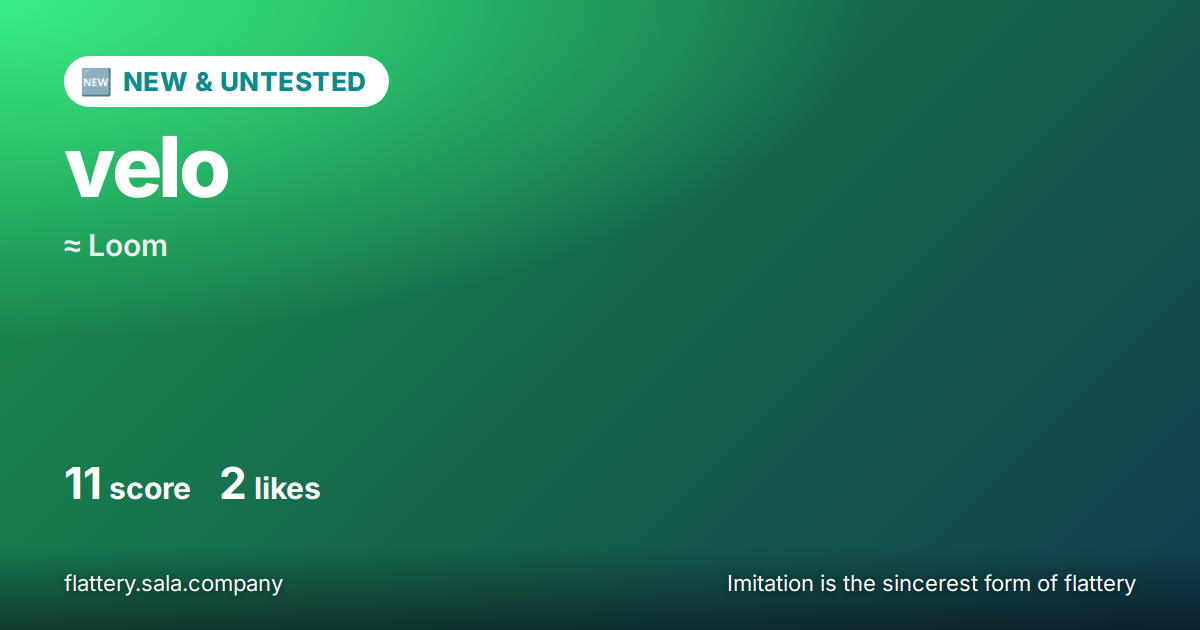 🆕 NEW & UNTESTED
velo
≈ Loom
11 score 2 likes
flattery.sala.company
Imitation is the sincerest form of flattery